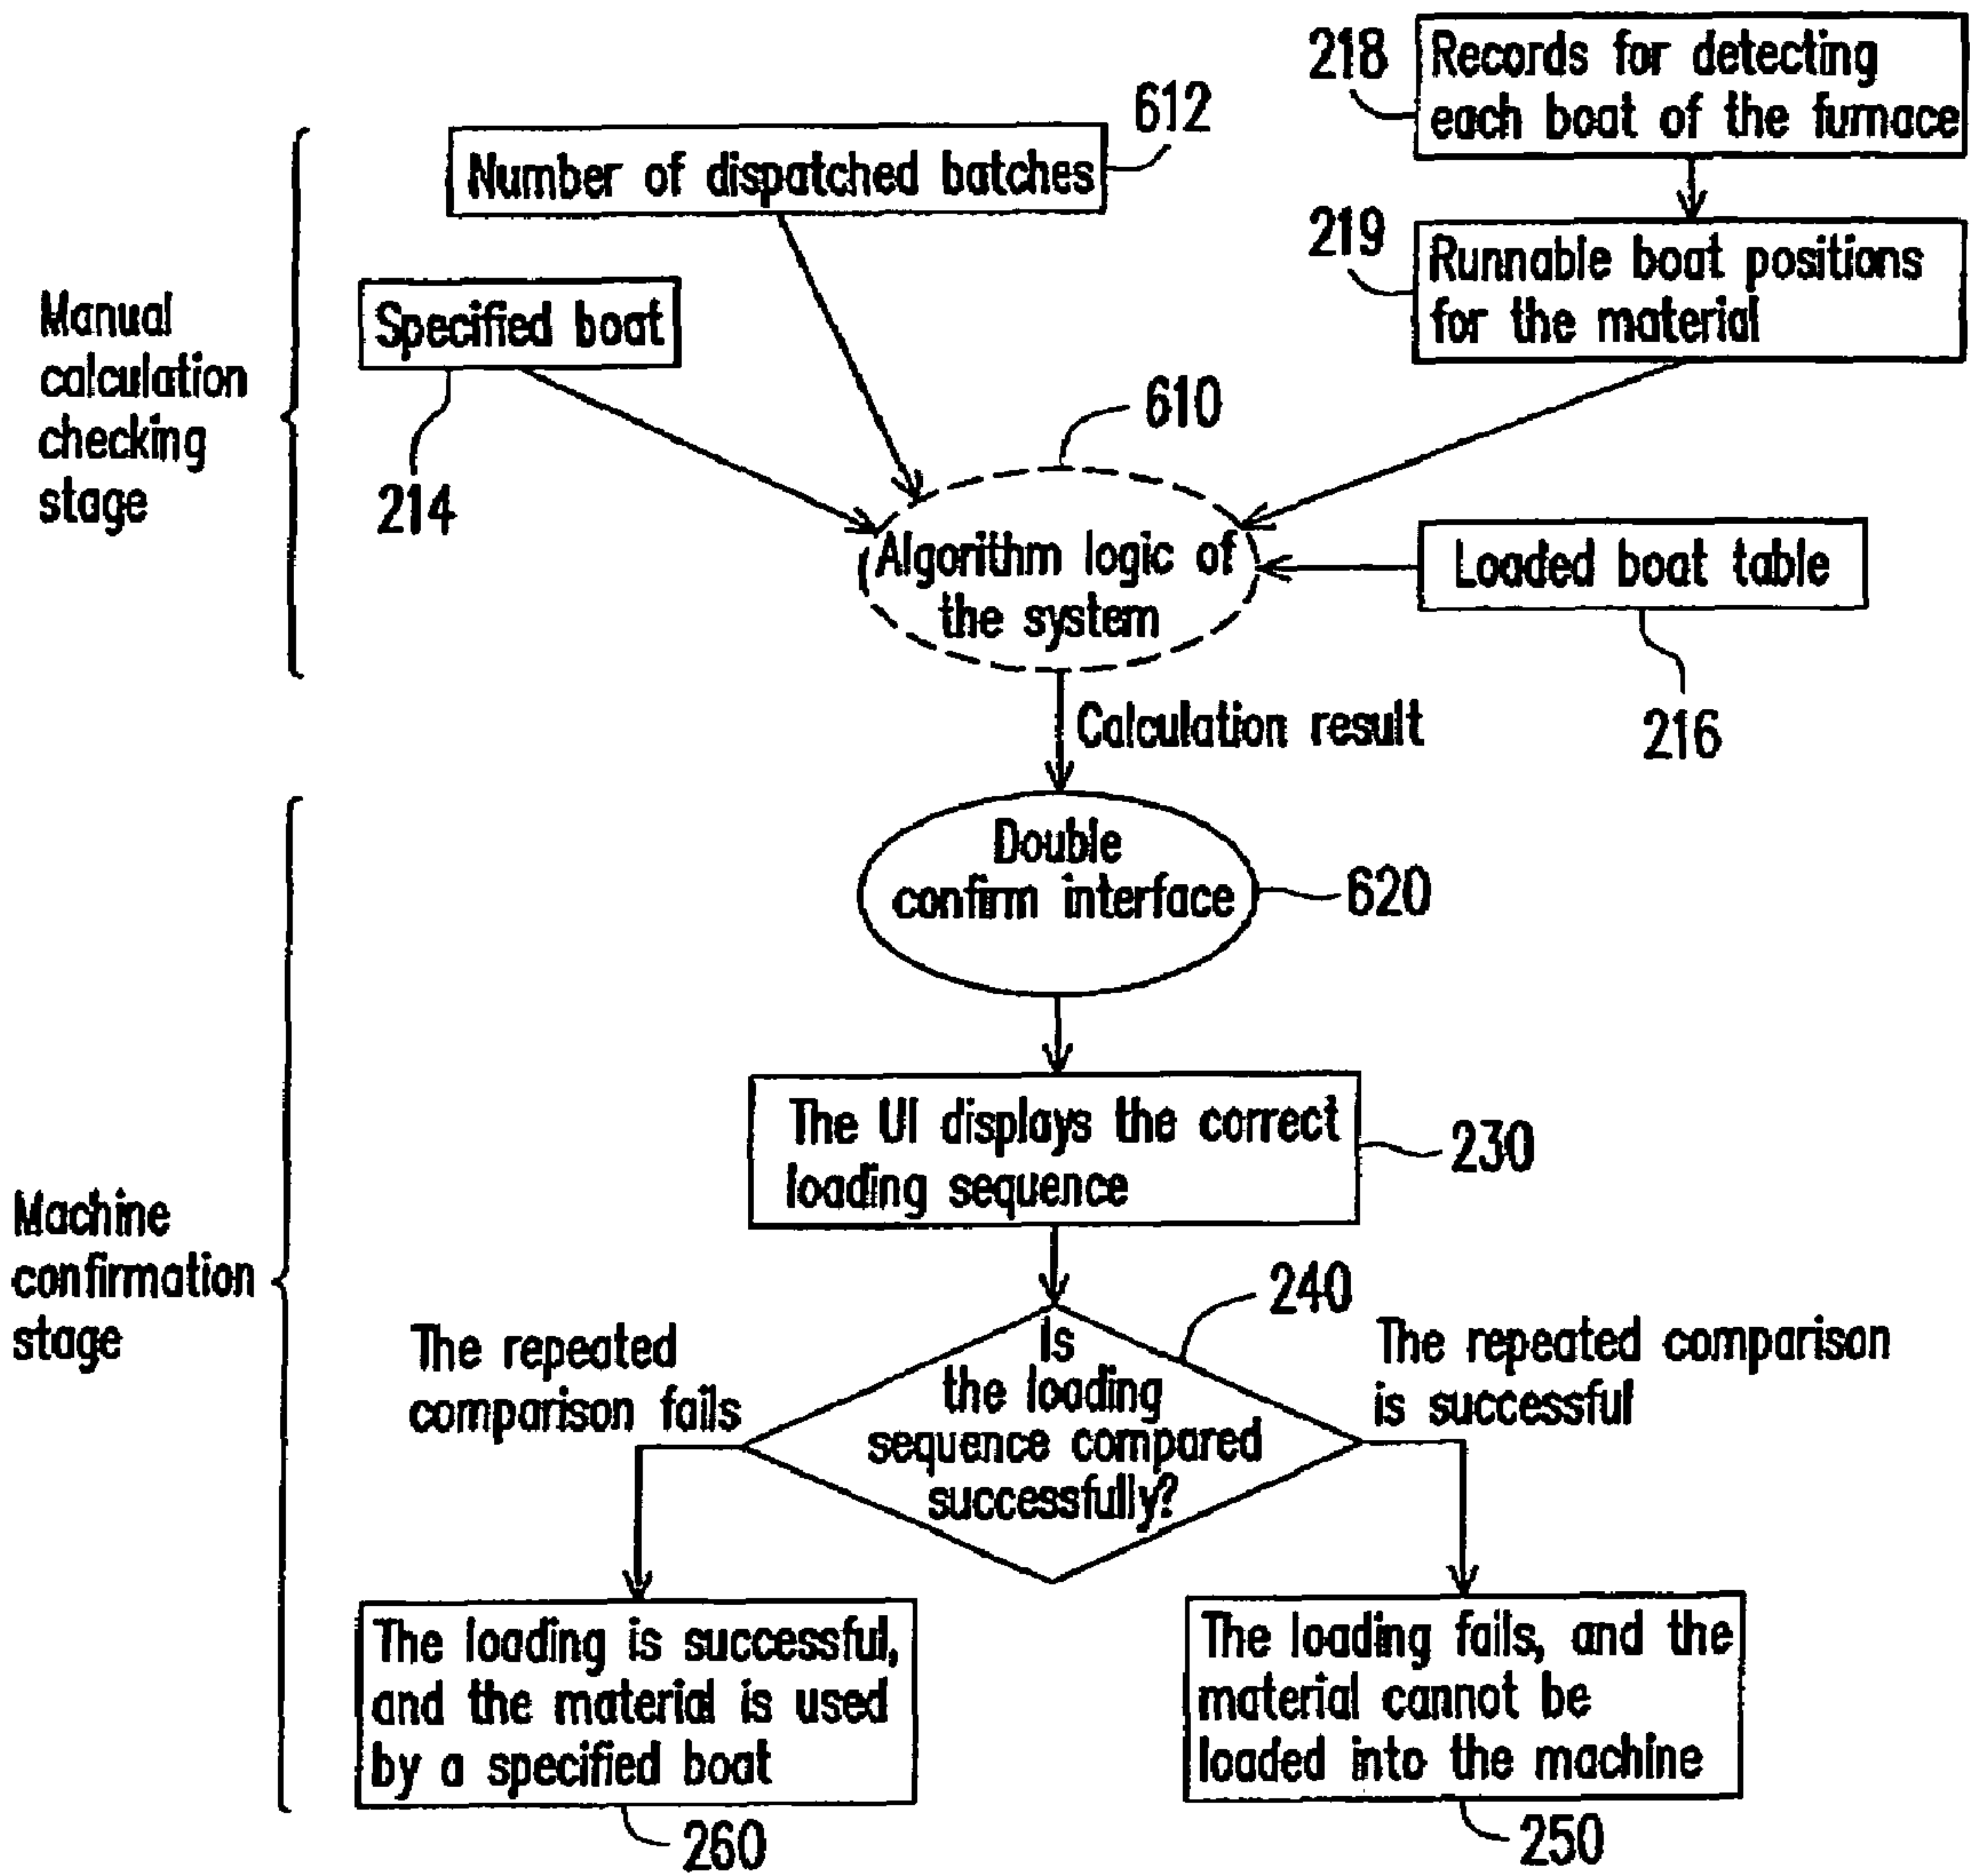 218
Records for detecting
each boat of the furnace
612
Number of dispatched batches
219
Runnable boat positions
for the material
Specified boat
214
Manual
calculation
checking
stage
610
Algorithm logic of
the system
Loaded boat table
216
Calculation result
Double
confirm interface
620
The UI displays the correct
loading sequence
230
Machine
confirmation
stage
240
Is
the loading
sequence compared
successfully?
The repeated
comparison fails
The repeated comparison
is successful
The loading is successful,
and the material is used
by a specified boat
260
The loading fails, and the
material cannot be
loaded into the machine
250